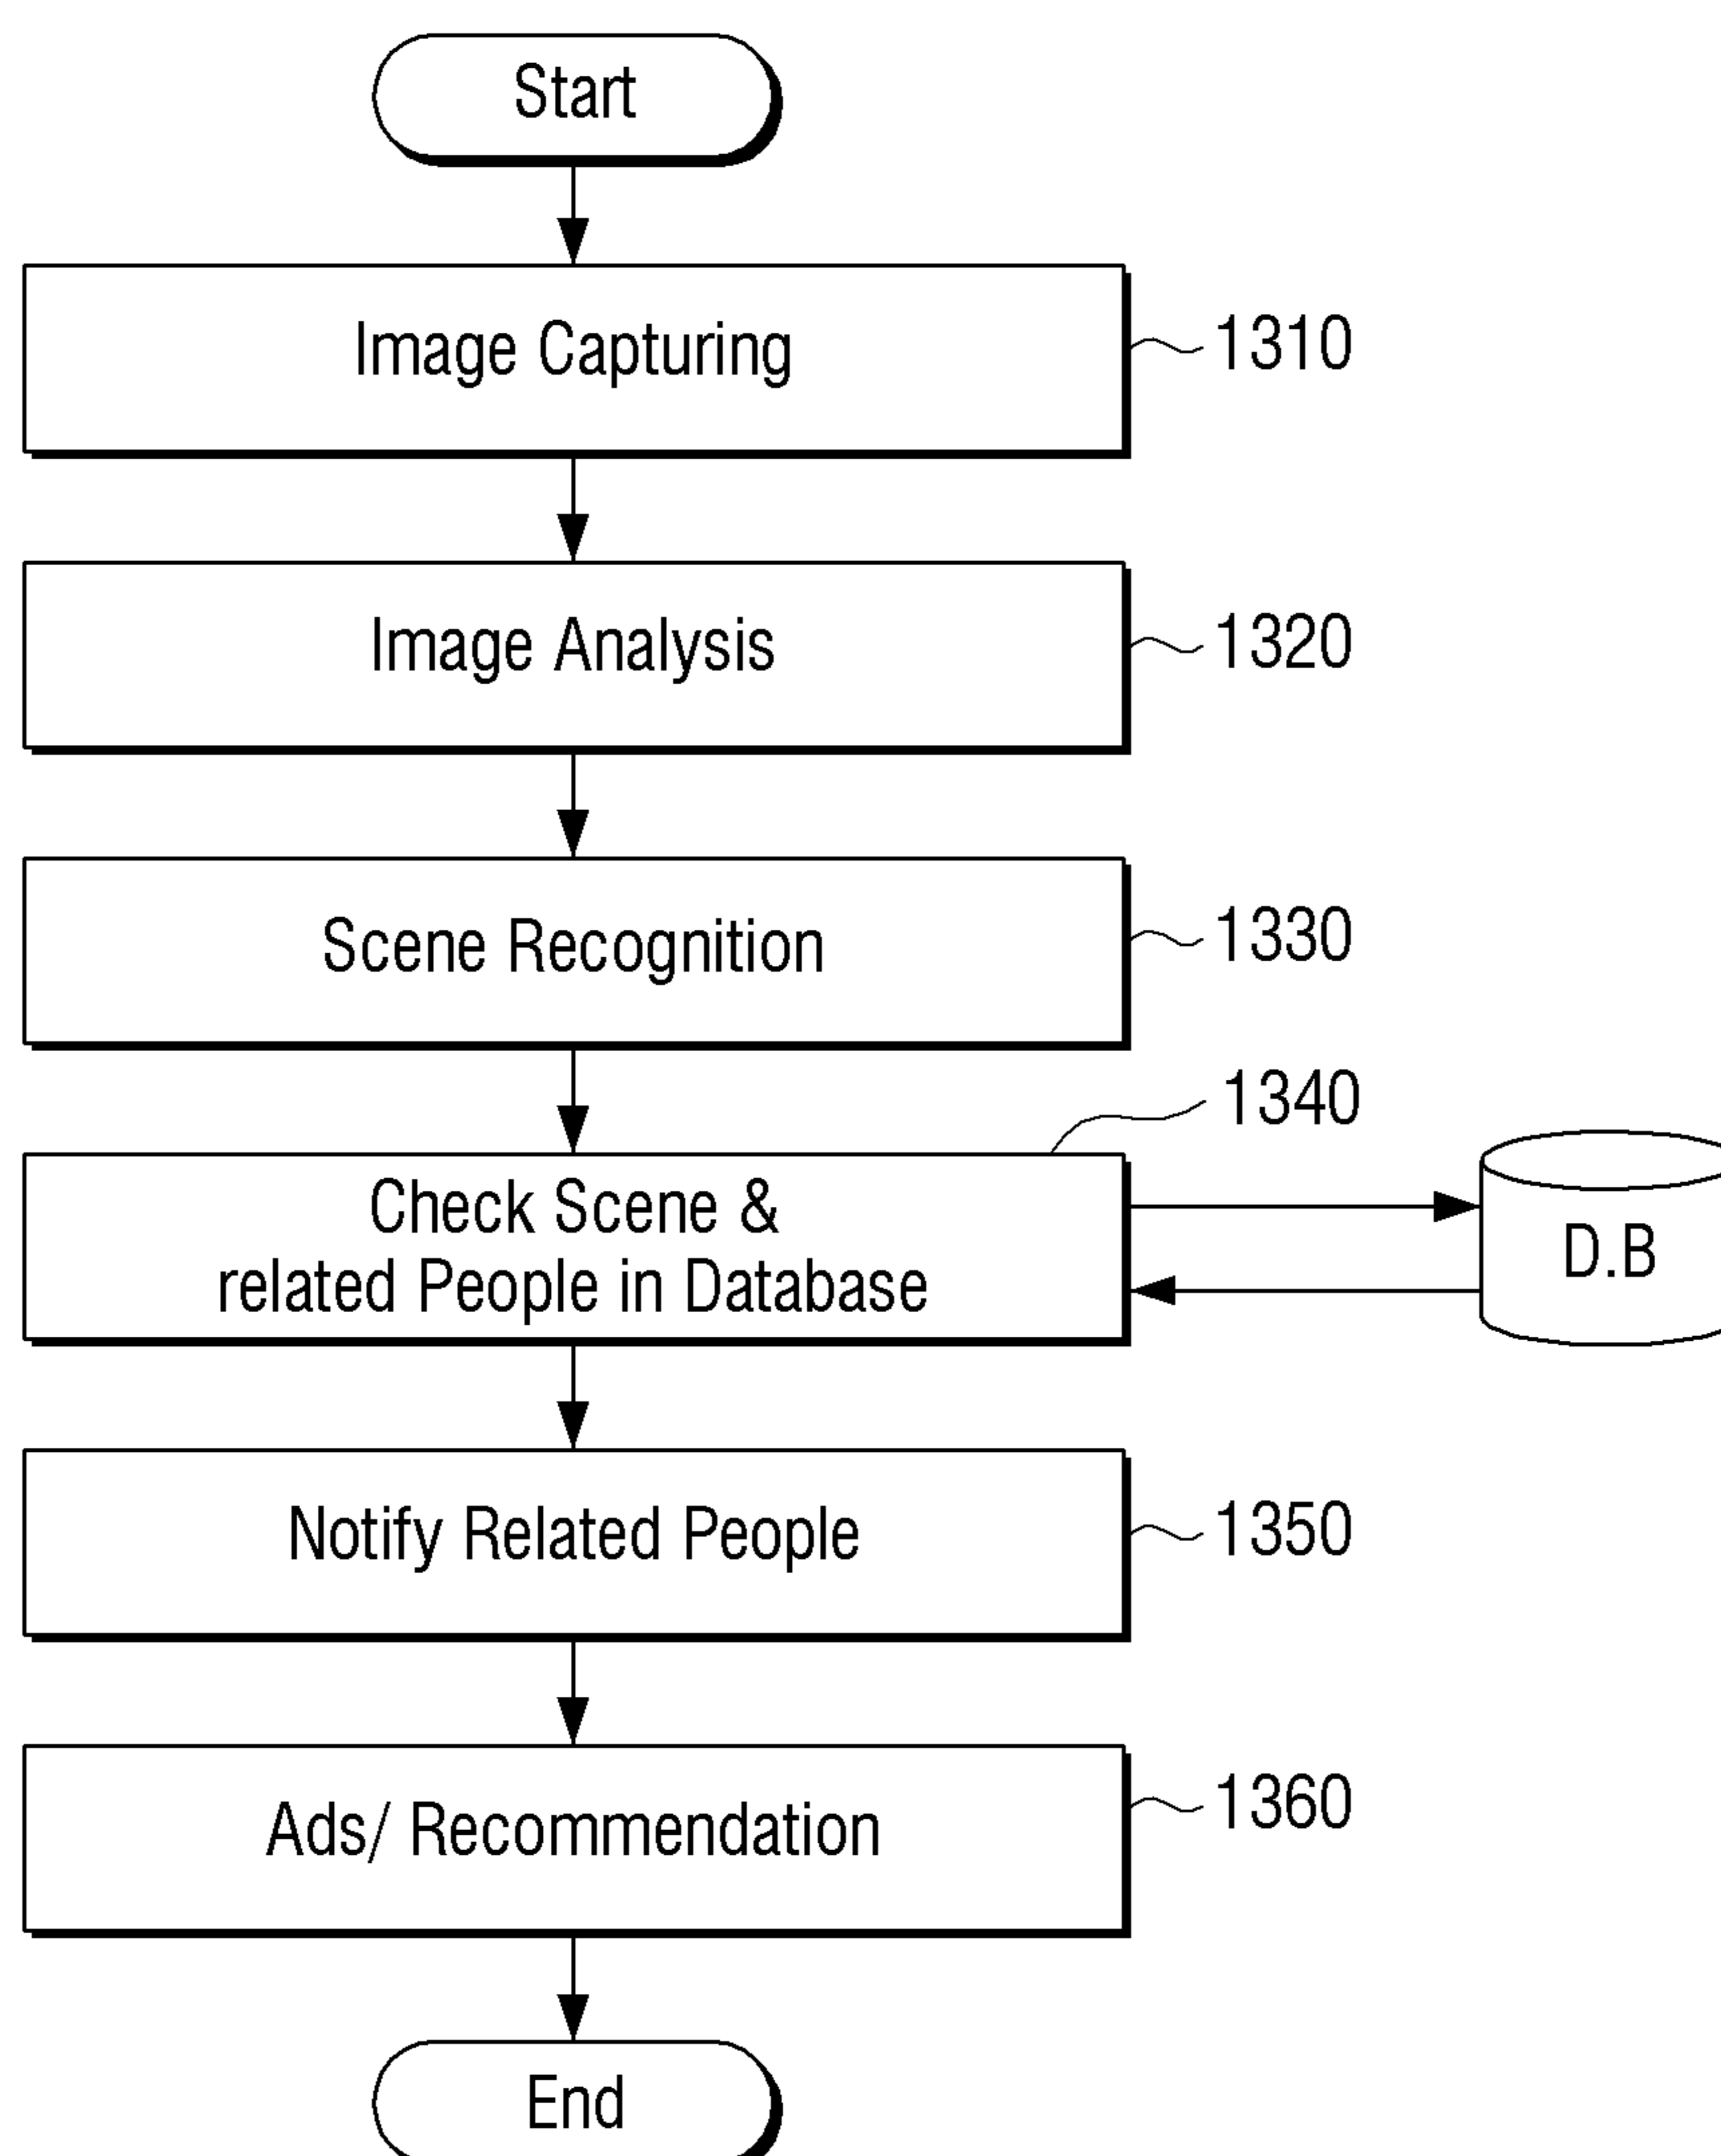 Start
Image Capturing
1310
Image Analysis
1320
Scene Recognition
1330
1340
Check Scene &
related People in Database
D.B
Notify Related People
1350
Ads/ Recommendation
1360
End